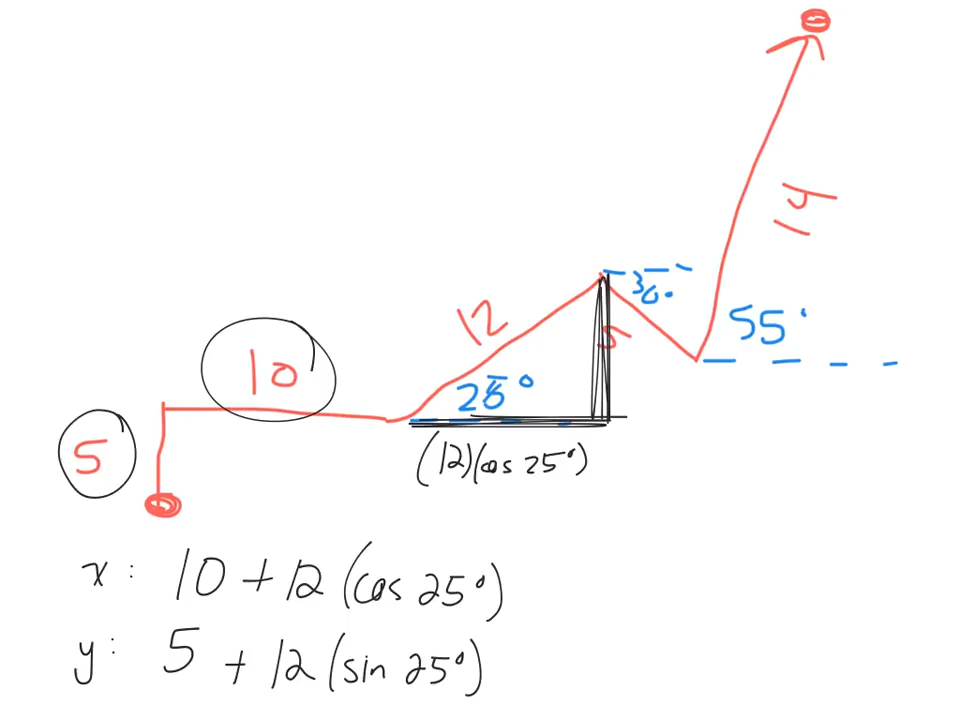 14
30°
55°
12
5
10
25°
5
(12)(cos 25°)
x: 10 + 12 (cos 25°)
y: 5 + 12 (sin 25°)